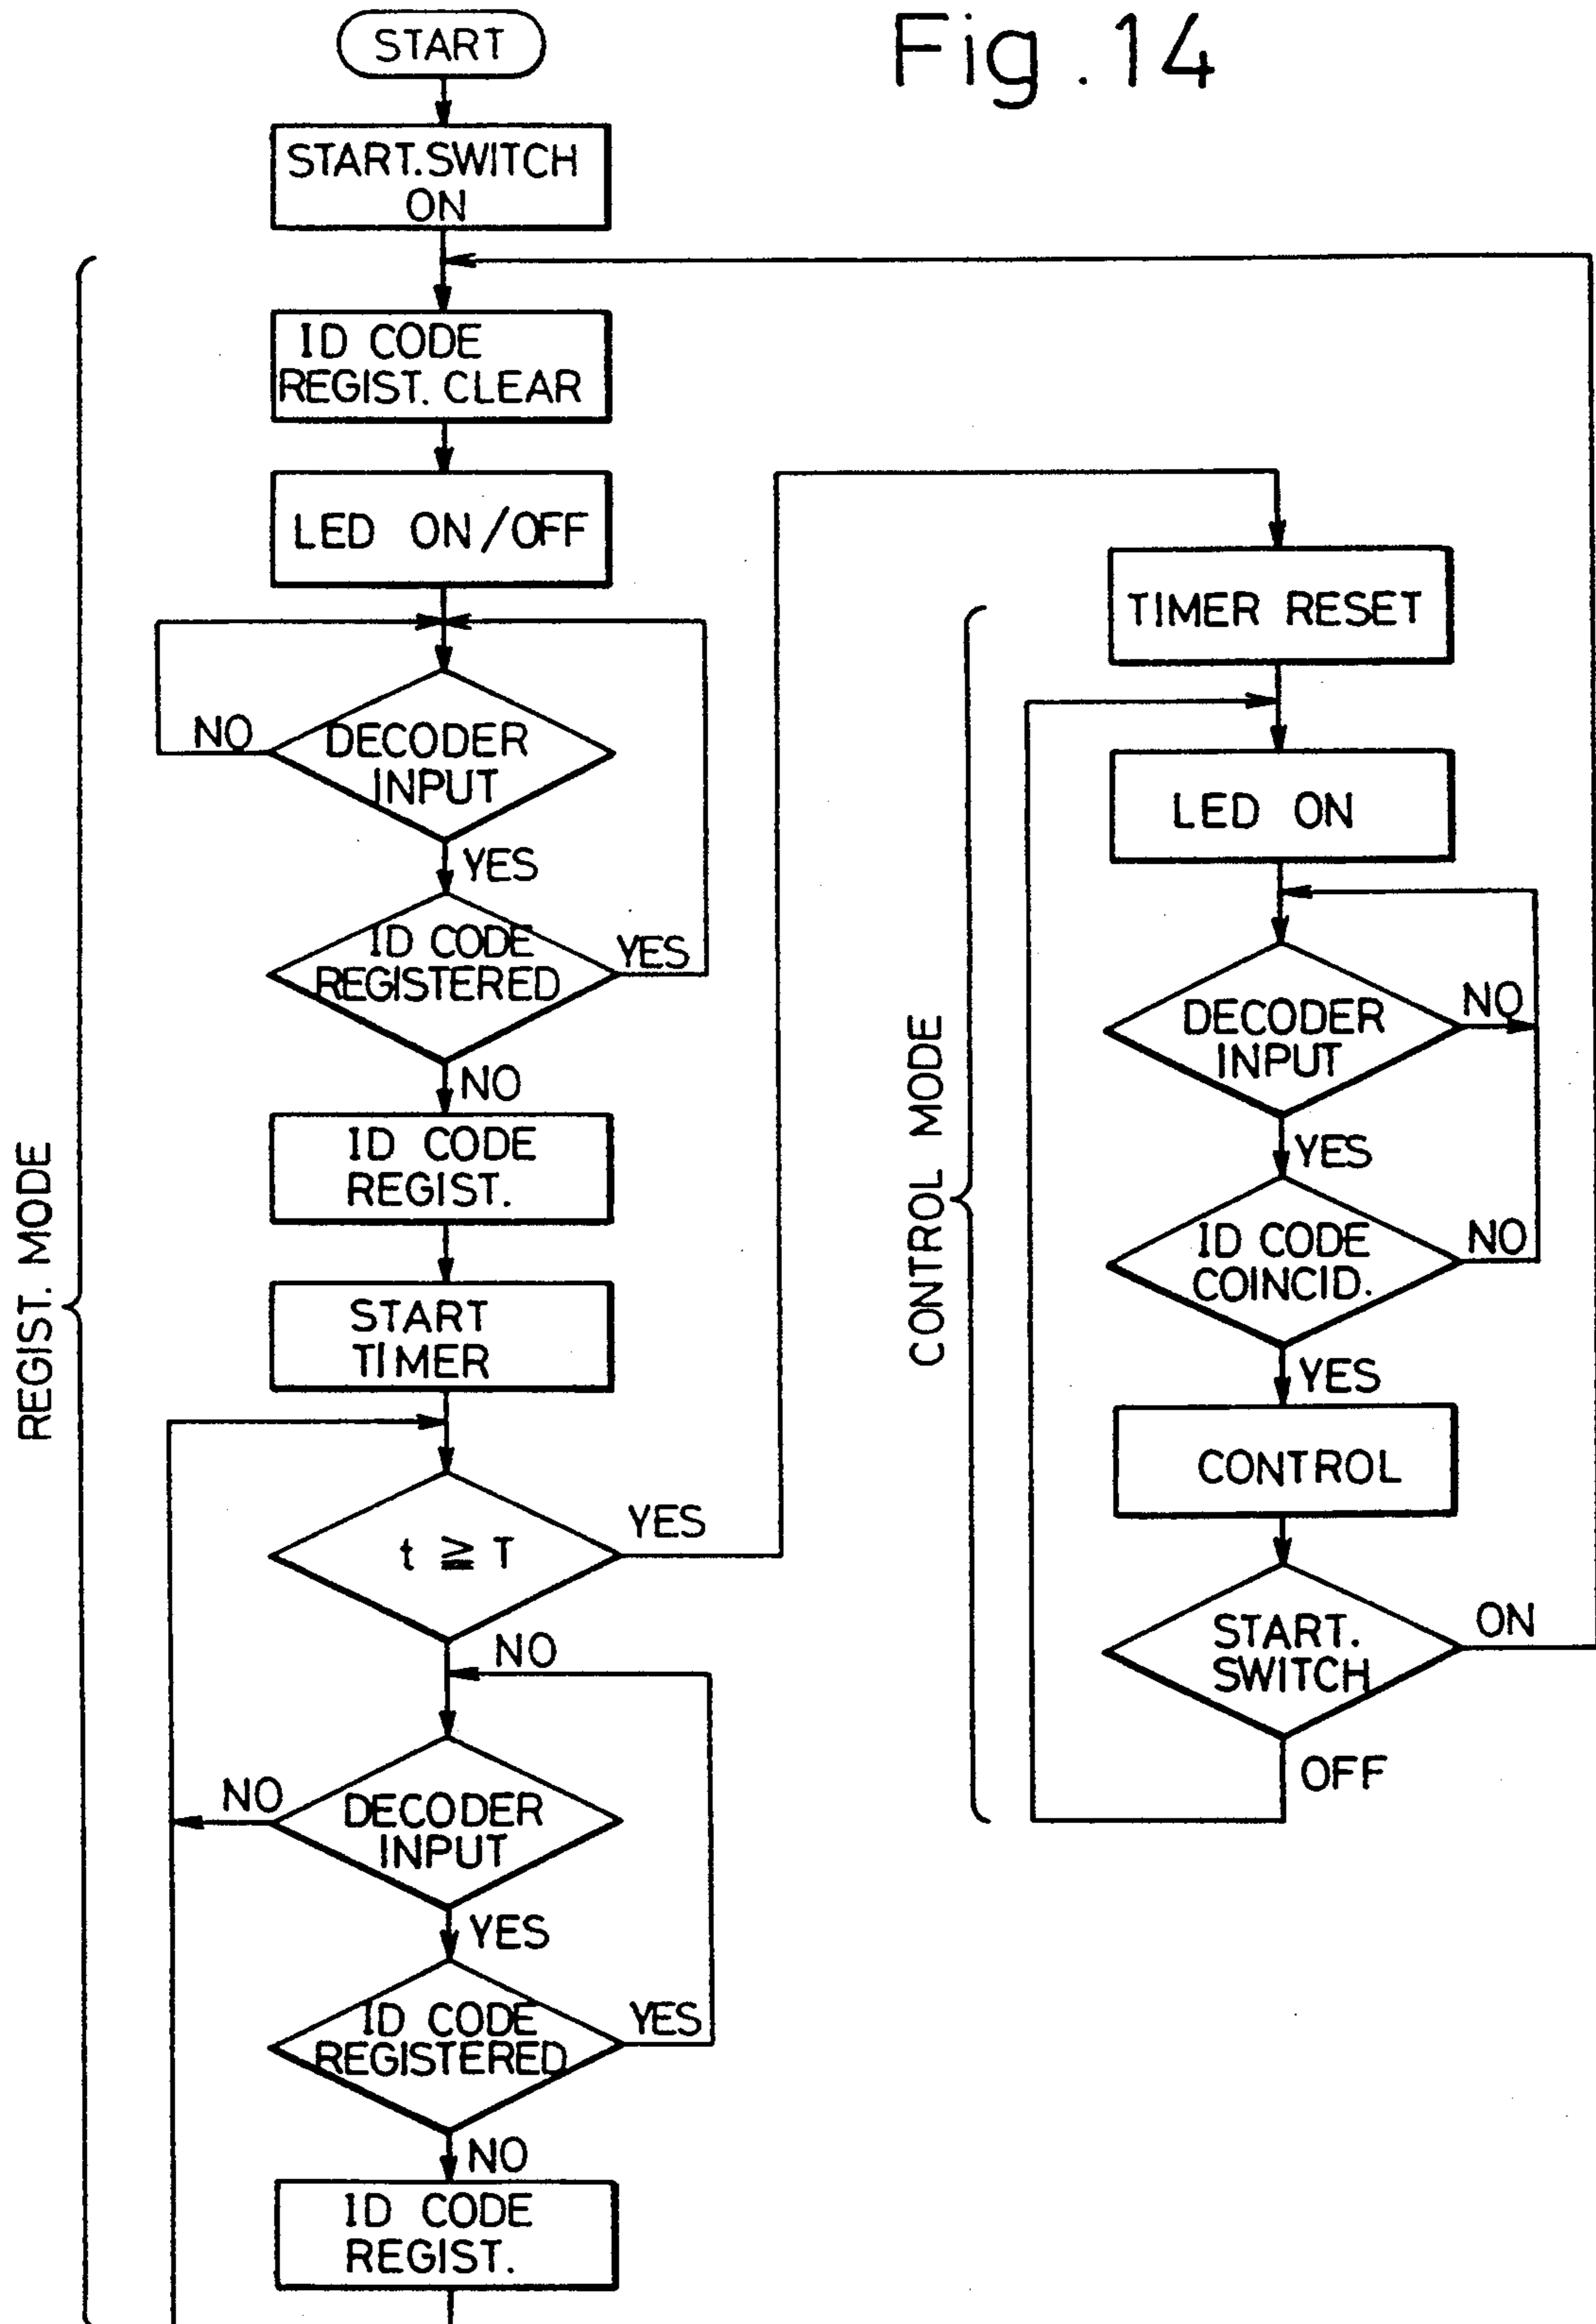 Fig.14
START
START.SWITCH
ON
ID CODE
REGIST. CLEAR
LED ON/OFF
NO
DECODER
INPUT
YES
ID CODE
REGISTERED
YES
NO
ID CODE
REGIST.
START
TIMER
t ≧ T
YES
NO
NO
DECODER
INPUT
YES
ID CODE
REGISTERED
YES
NO
ID CODE
REGIST.
REGIST. MODE
TIMER RESET
LED ON
DECODER
INPUT
NO
YES
ID CODE
COINCID.
NO
YES
CONTROL
START.
SWITCH
ON
OFF
CONTROL MODE